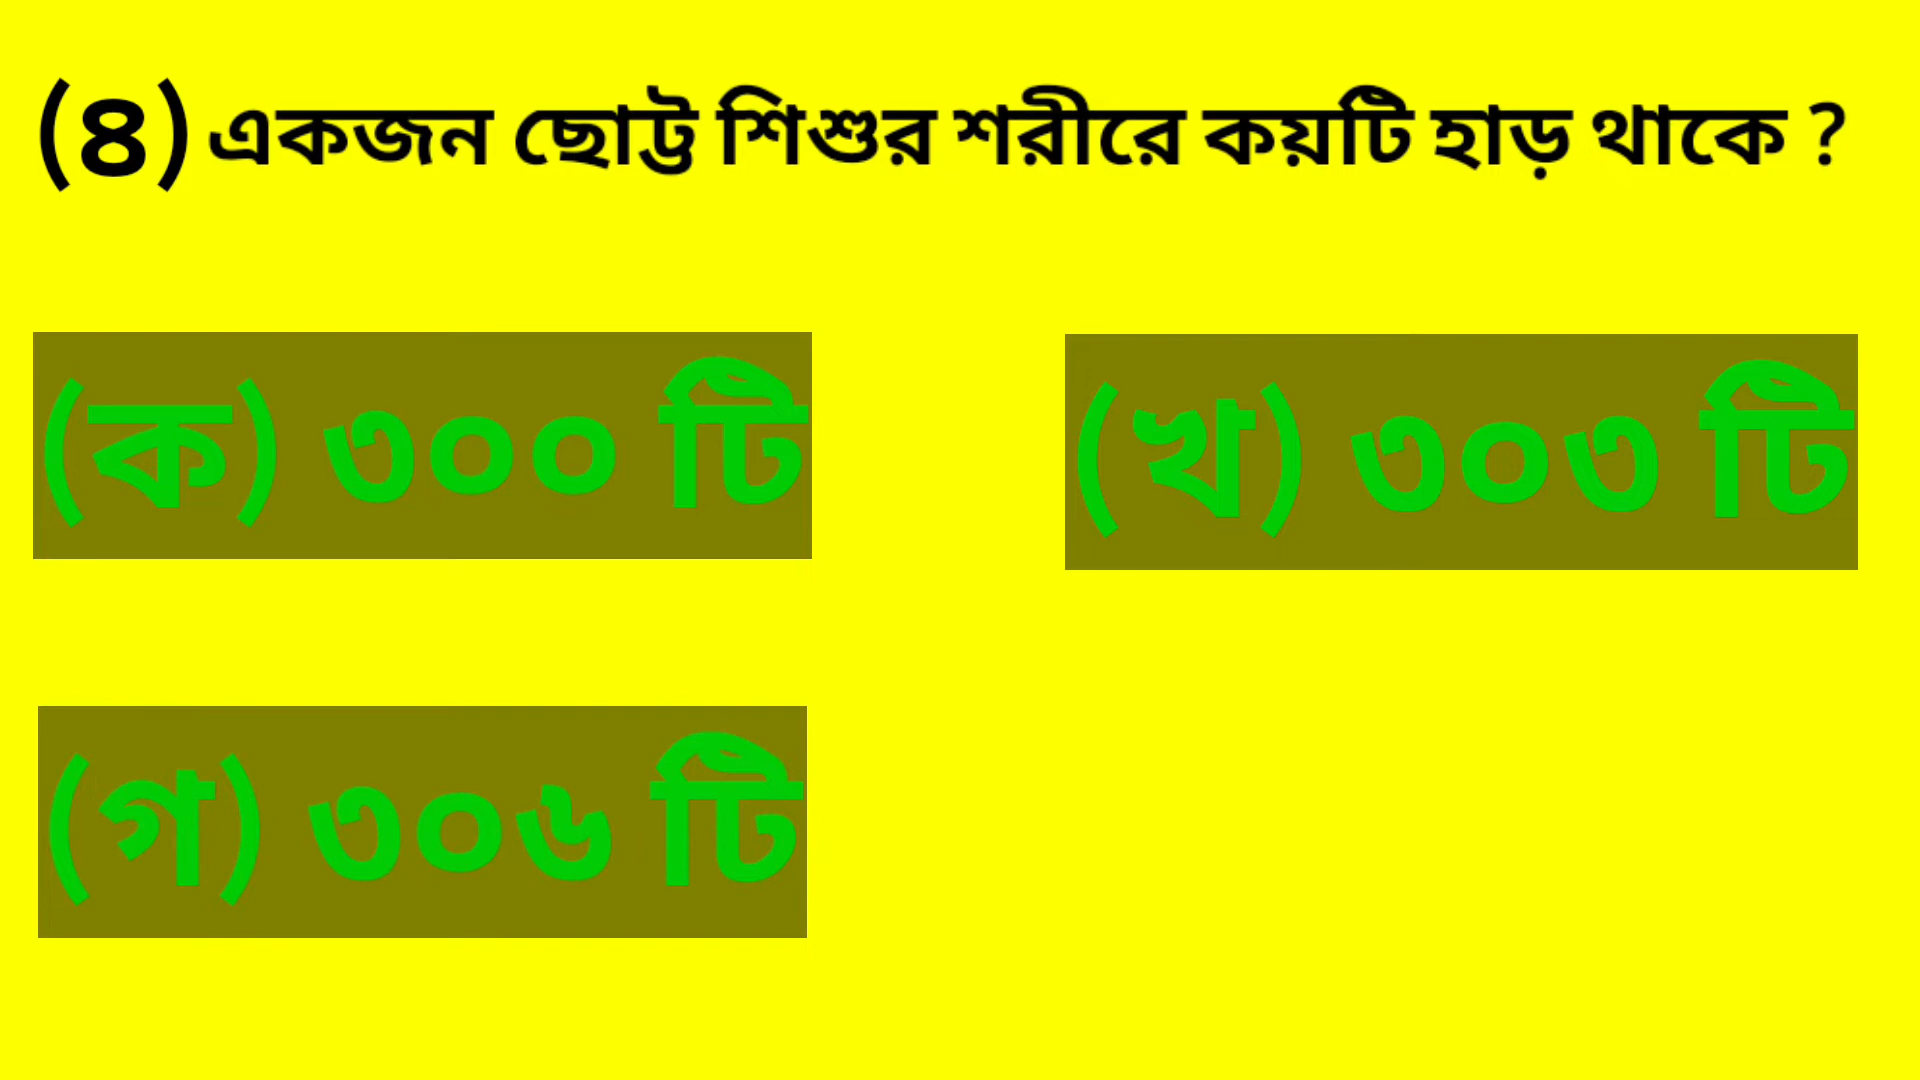 (৪) একজন ছোট্ট শিশুর শরীরে কয়টি হাড় থাকে ?
(ক) ৩০০ টি
(খ) ৩০৩ টি
(গ) ৩০৬ টি